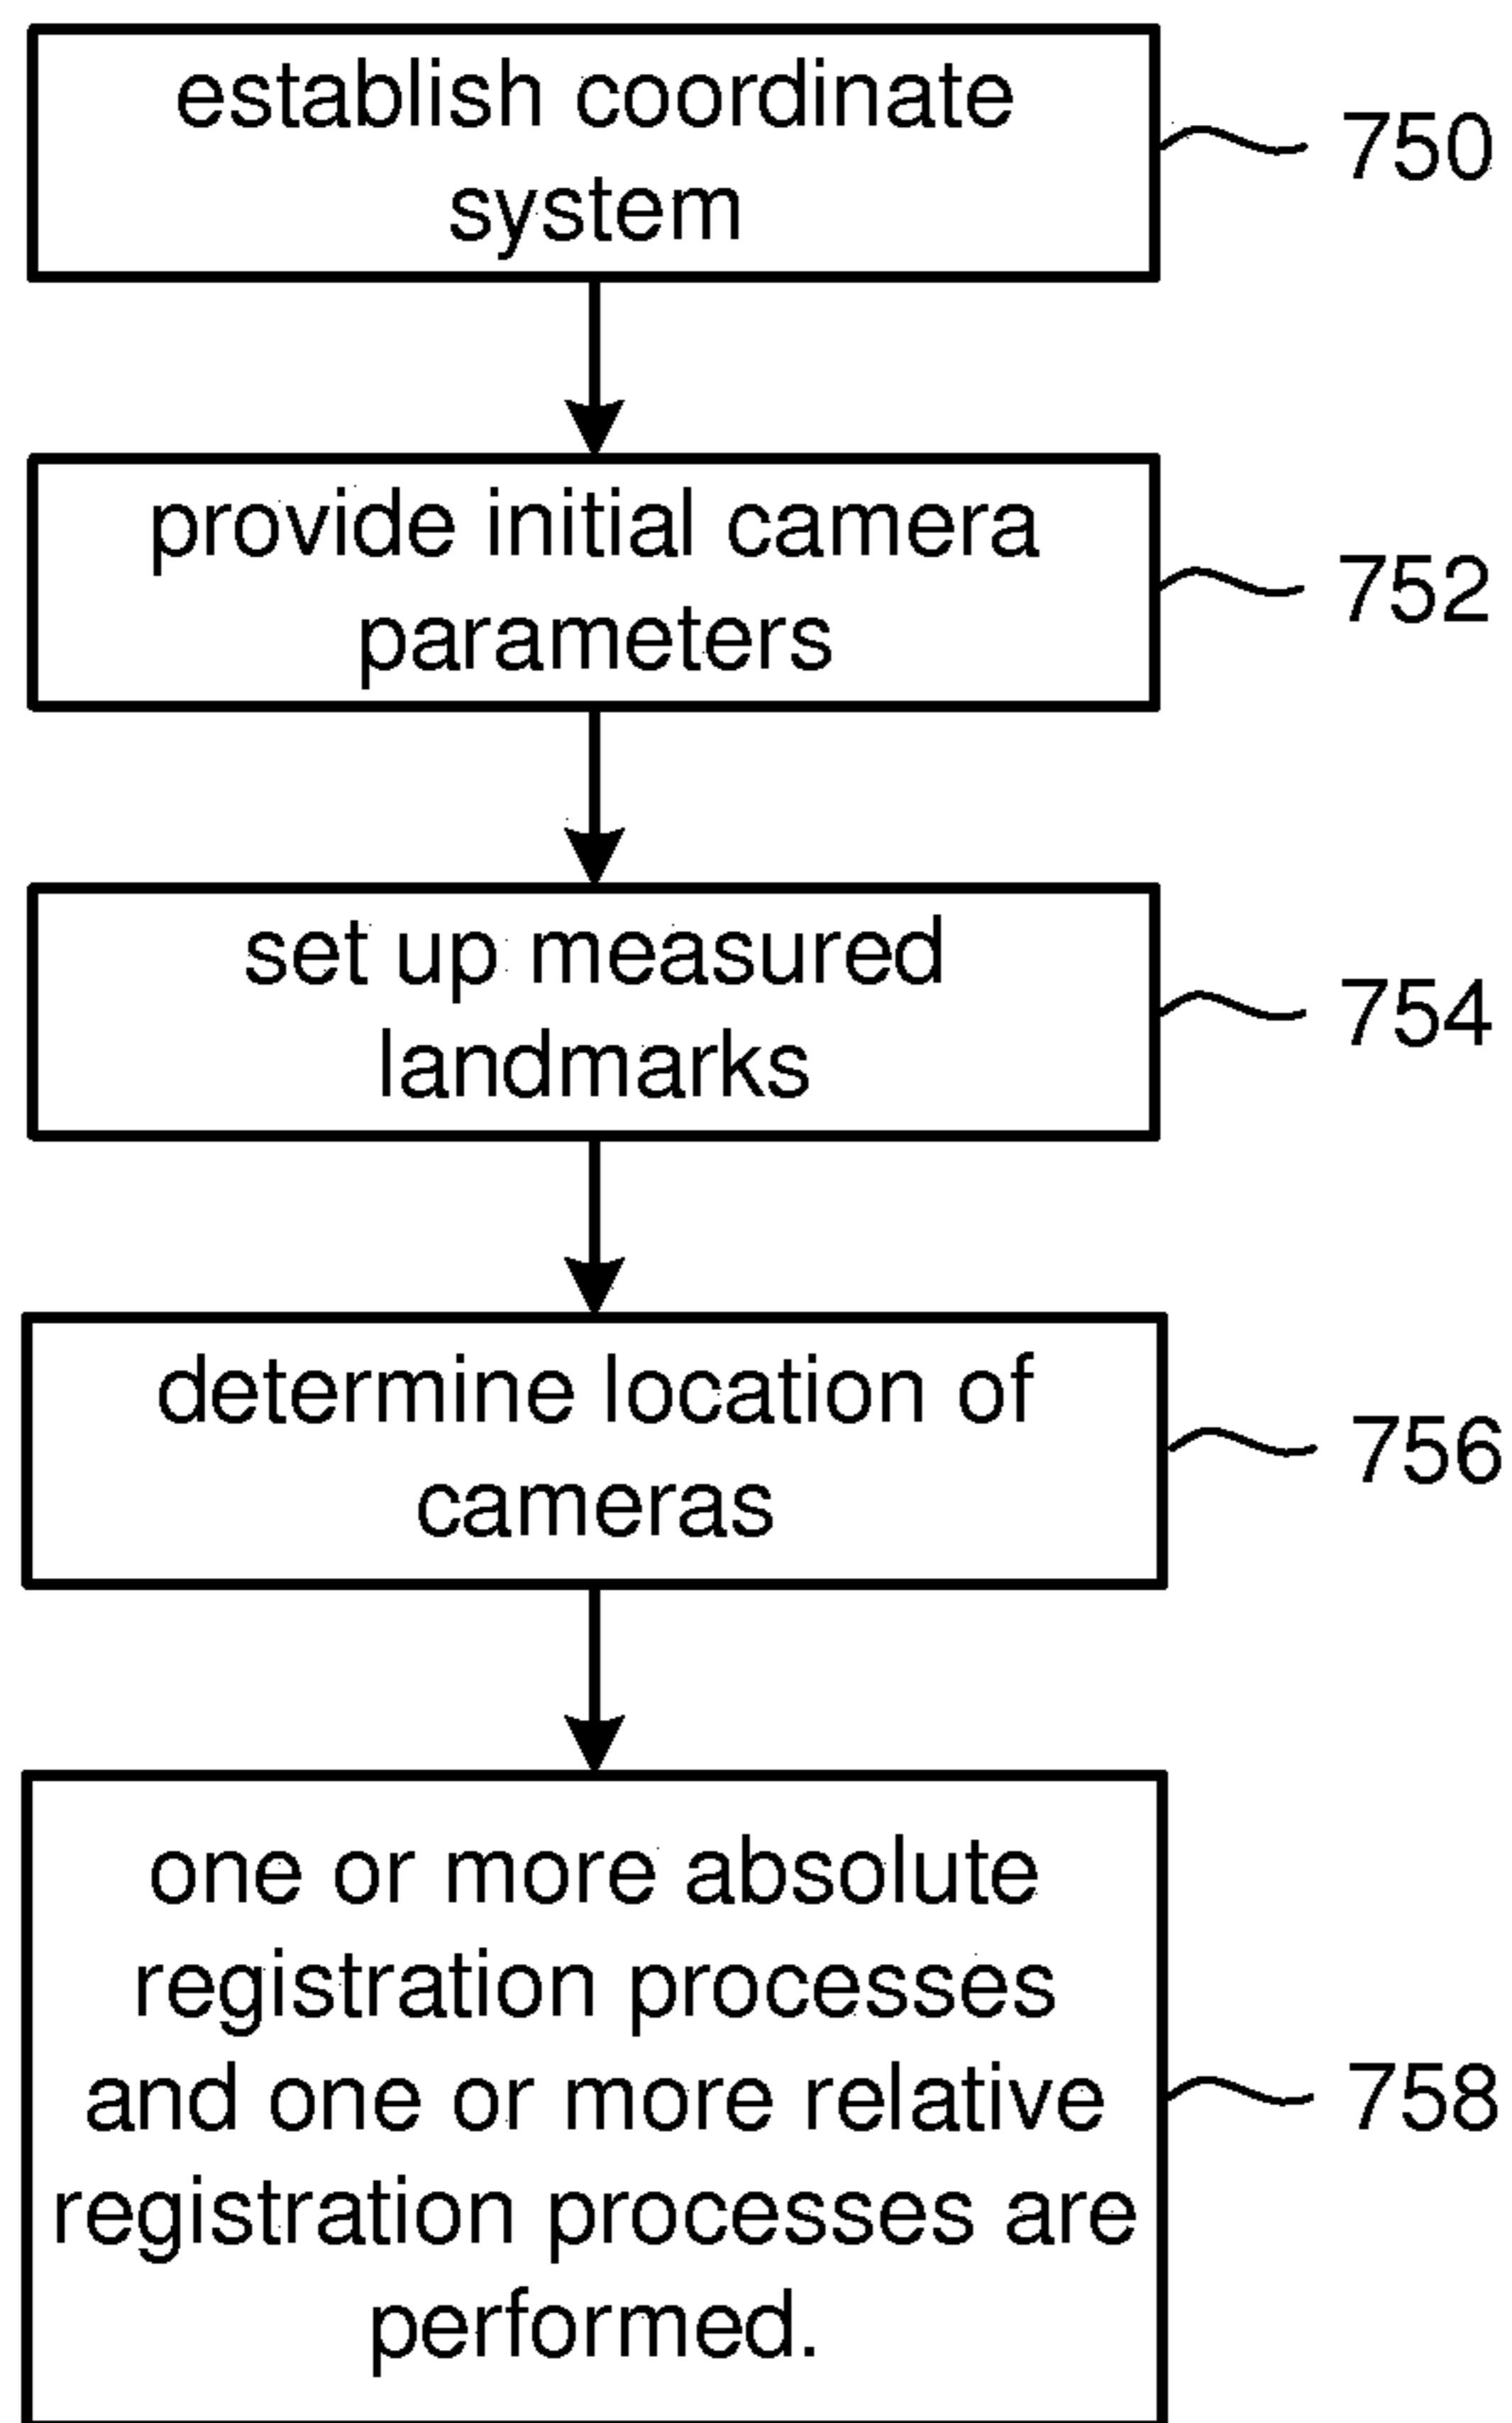 establish coordinate
system
750
provide initial camera
parameters
752
set up measured
landmarks
754
determine location of
cameras
756
one or more absolute
registration processes
and one or more relative
registration processes are
performed.
758